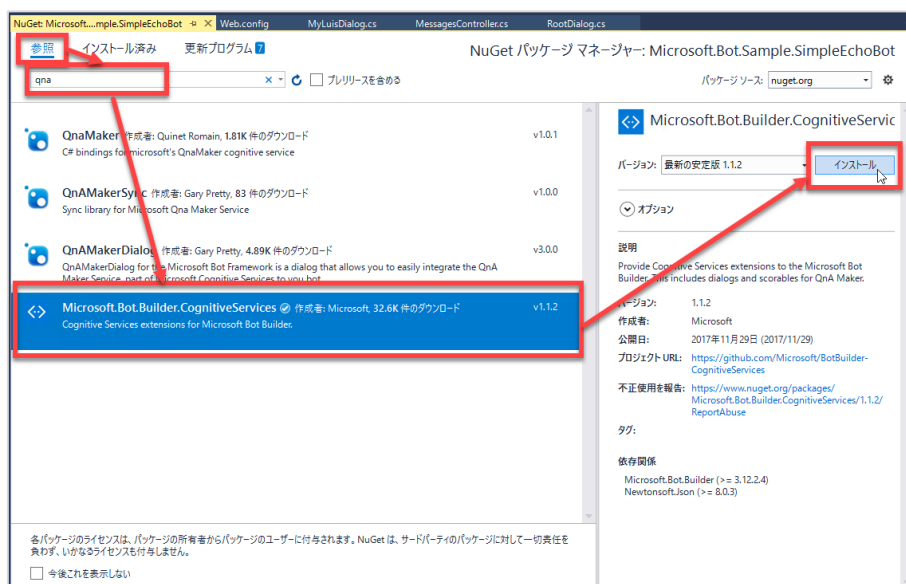 NuGet: Microsoft....mple.SimpleEchoBot
Web.config
MyLuisDialog.cs
MessagesController.cs
RootDialog.cs
参照
インストール済み
更新プログラム 7
NuGet パッケージ マネージャー: Microsoft.Bot.Sample.SimpleEchoBot
qna
プレリリースを含める
パッケージ ソース: nuget.org
QnaMaker 作成者: Quinet Romain, 1.81K 件のダウンロード
v1.0.1
C# bindings for microsoft's QnaMaker cognitive service
QnAMakerSync 作成者: Gary Pretty, 83 件のダウンロード
v1.0.0
Sync library for Microsoft Qna Maker Service
QnAMakerDialog 作成者: Gary Pretty, 4.89K 件のダウンロード
v3.0.0
QnAMakerDialog for the Microsoft Bot Framework is a dialog that allows you to easily integrate the QnA
Maker Service, part of Microsoft Cognitive Services to you bot
Microsoft.Bot.Builder.CognitiveServices 作成者: Microsoft, 32.6K 件のダウンロード
v1.1.2
Cognitive Services extensions for Microsoft Bot Builder.
各パッケージのライセンスは、パッケージの所有者からパッケージのユーザーに付与されます。NuGet は、サードパーティのパッケージに対して一切責任を
負わず、いかなるライセンスも付与しません。
今後これを表示しない
Microsoft.Bot.Builder.CognitiveServic
バージョン: 最新の安定版 1.1.2
インストール
オプション
説明
Provide Cognitive Services extensions to the Microsoft Bot
Builder. This includes dialogs and scorables for QnA Maker.
バージョン: 1.1.2
作成者: Microsoft
公開日: 2017年11月29日 (2017/11/29)
プロジェクト URL: https://github.com/Microsoft/BotBuilder-
CognitiveServices
不正使用を報告: https://www.nuget.org/packages/
Microsoft.Bot.Builder.CognitiveServices/1.1.2/
ReportAbuse
タグ:
依存関係
Microsoft.Bot.Builder (>= 3.12.2.4)
Newtonsoft.Json (>= 8.0.3)